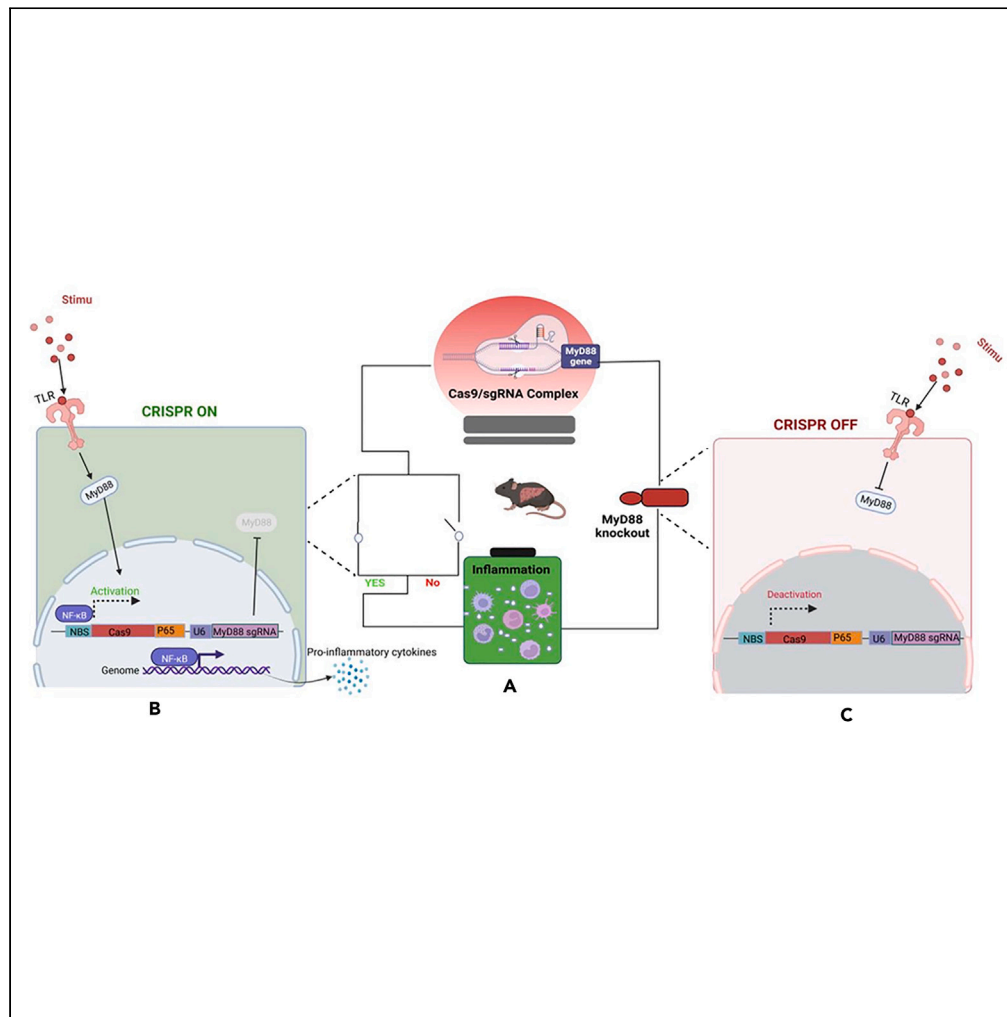 Stimu
TLR
CRISPR ON
MyD88
MyD88
Activation
NF-κB
NBS Cas9 P65 U6 MyD88 sgRNA
NF-κB
Genome
Pro-inflammatory cytokines
B
MyD88
gene
Cas9/sgRNA Complex
YES No
Inflammation
MyD88
knockout
A
Stimu
TLR
CRISPR OFF
MyD88
Deactivation
NBS Cas9 P65 U6 MyD88 sgRNA
C